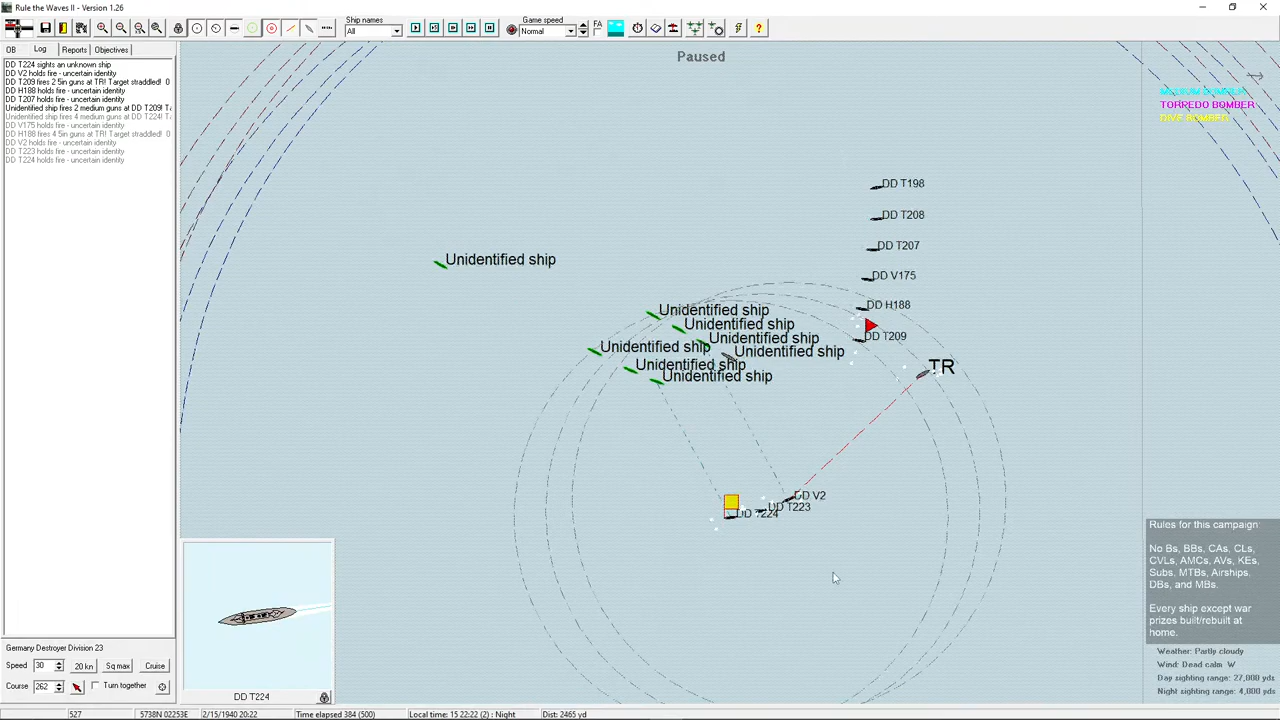 Rule the Waves II - Version 1.26
Ship names
All
Game speed
Normal
FA
OB Log Reports Objectives
DD T224 sights an unknown ship
DD V2 holds fire - uncertain identity
DD T209 fires 2 5in guns at TR! Target straddled! 0
DD H188 holds fire - uncertain identity
DD T207 holds fire - uncertain identity
Unidentified ship fires 2 medium guns at DD T209!
Unidentified ship fires 4 medium guns at DD T224!
DD V175 holds fire - uncertain identity
DD H188 fires 4 5in guns at TR! Target straddled! 0
DD V2 holds fire - uncertain identity
DD T223 holds fire - uncertain identity
DD T224 holds fire - uncertain identity
Paused
MEDIUM BOMBER
TORPEDO BOMBER
DIVE BOMBER
DD T198
DD T208
DD T207
DD V175
DD H188
DD T209
TR
Unidentified ship
Unidentified ship
Unidentified ship
Unidentified ship
Unidentified ship
Unidentified ship
Unidentified ship
Unidentified ship
DD V2
DD T223
DD T224
Rules for this campaign:
No Bs, BBs, CAs, CLs,
CVLs, AMCs, AVs, KEs,
Subs, MTBs, Airships,
DBs, and MBs.
Every ship except war
prizes built/rebuilt at
home.
Weather: Partly cloudy
Wind: Dead calm W
Day sighting range: 27,000 yds
Night sighting range: 4,000 yds
Germany Destroyer Division 23
Speed 30 20 kn Sq max Cruise
Course 262 Turn together
DD T224
527 5738N 02253E 2/15/1940 20:22 Time elapsed 384 (500) Local time: 15 22:22 (2) : Night Dist: 2465 yd